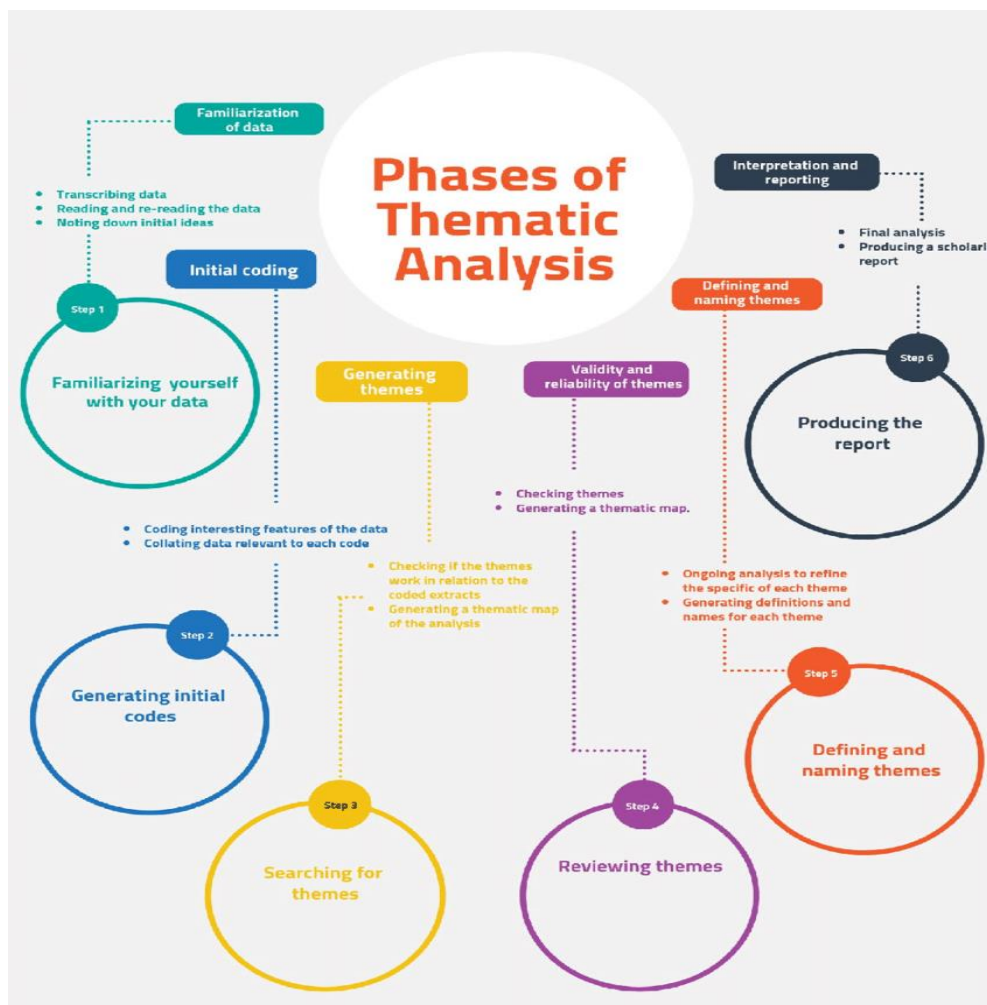 Phases of
Thematic
Analysis
Familiarization
of data
• Transcribing data
• Reading and re-reading the data
• Noting down initial ideas
Step 1
Familiarizing yourself
with your data
Initial coding
• Coding interesting features of the data
• Collating data relevant to each code
Step 2
Generating initial
codes
Generating
themes
• Checking if the themes
work in relation to the
coded extracts
• Generating a thematic map
of the analysis
Step 3
Searching for
themes
Validity and
reliability of themes
• Checking themes
• Generating a thematic map.
Step 4
Reviewing themes
Defining and
naming themes
• Ongoing analysis to refine
the specific of each theme
• Generating definitions and
names for each theme
Step 5
Defining and
naming themes
Interpretation and
reporting
• Final analysis
• Producing a scholarl
report
Step 6
Producing the
report